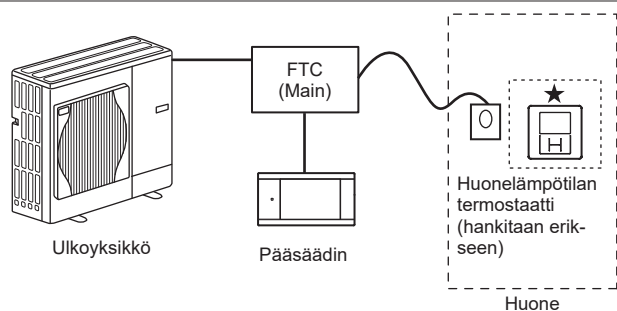 FTC
(Main)
Huonelämpötilan
termostaatti
(hankitaan erik-
seen)
Ulkoyksikkö
Pääsäädin
Huone